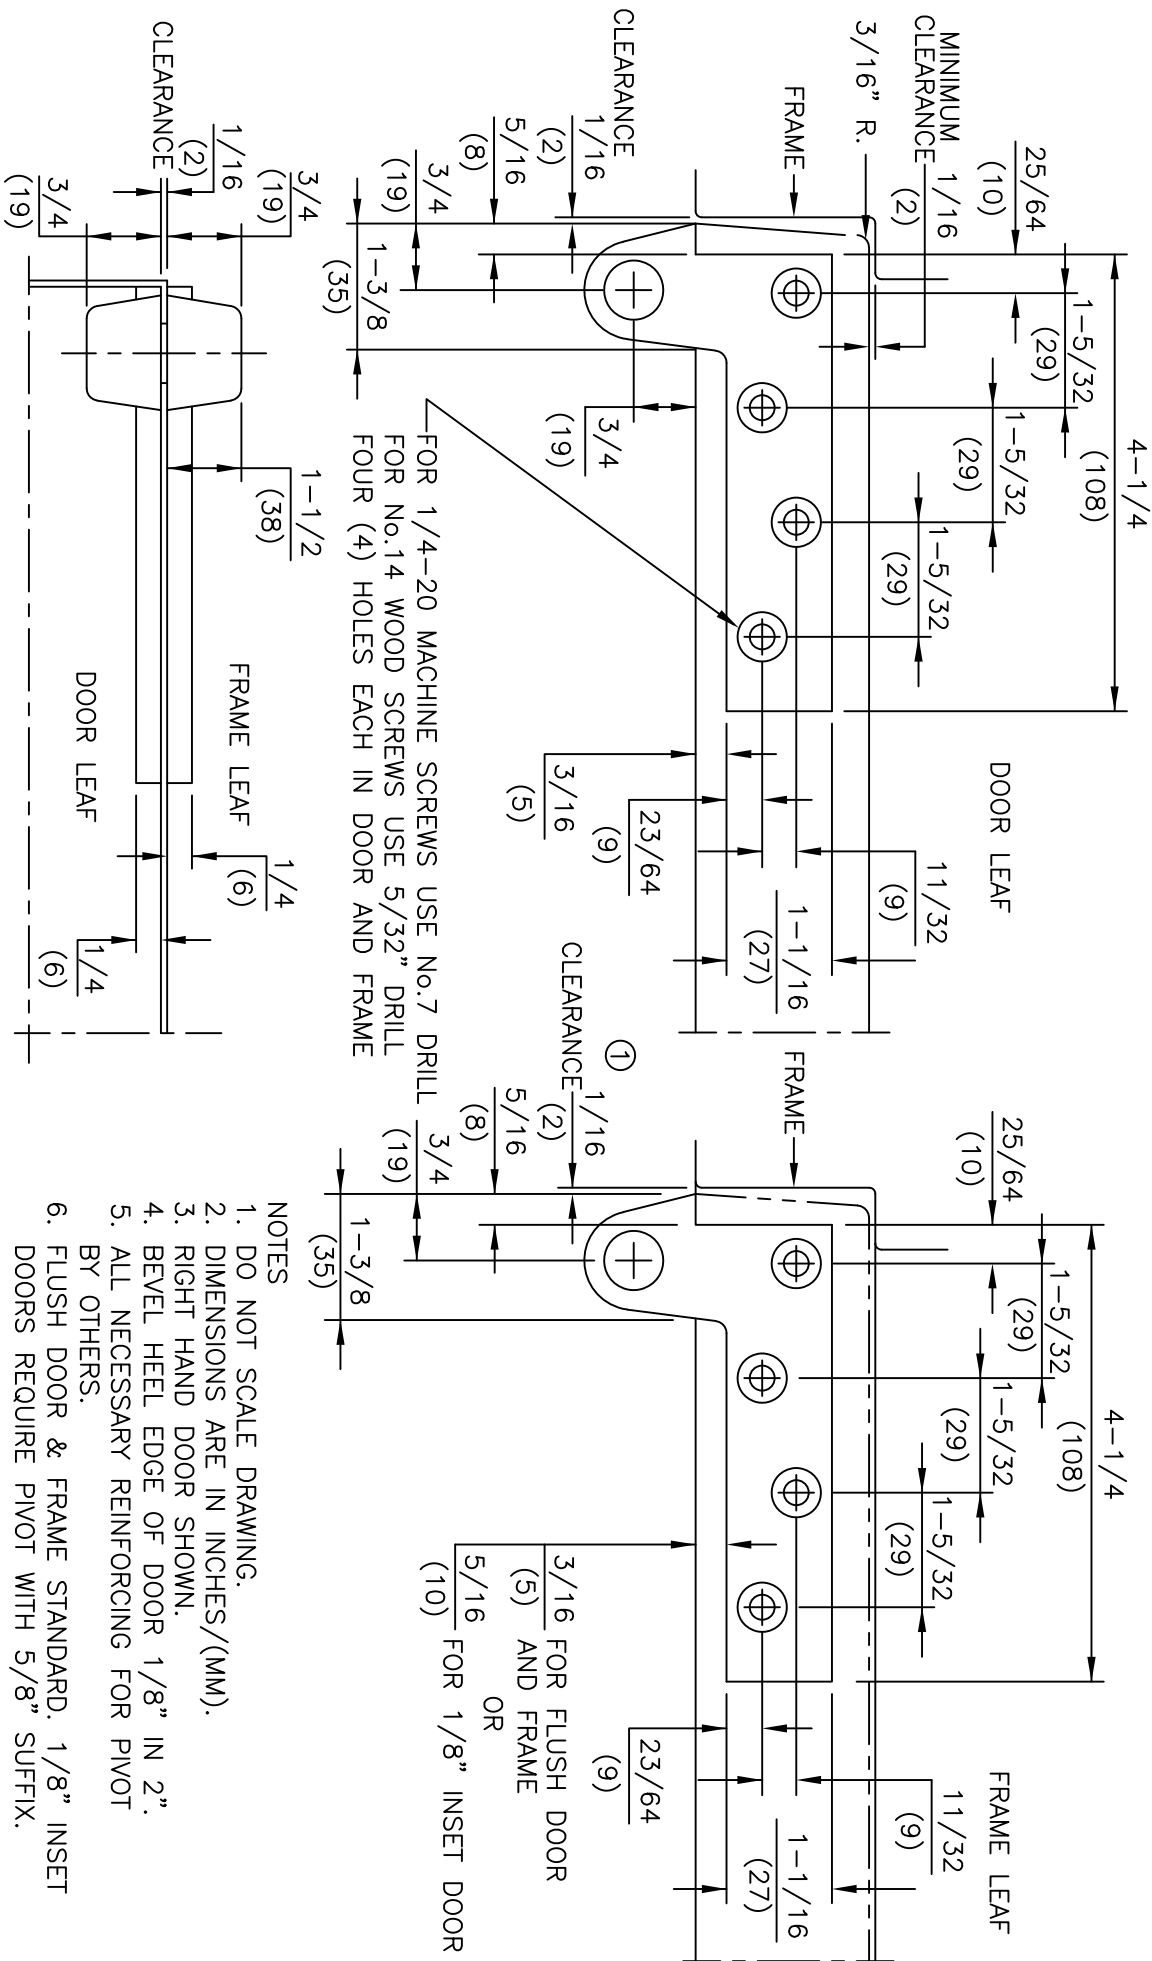 4-1/4
(108)
25/64
(10)
1-5/32
(29)
1-5/32
(29)
1-5/32
(29)
DOOR LEAF
MINIMUM
CLEARANCE
1/16
(2)
3/16" R.
FRAME
11/32
(9)
1-1/16
(27)
23/64
(9)
3/16
(5)
CLEARANCE
1/16
(2)
5/16
(8)
3/4
(19)
1-3/8
(35)
3/4
(19)
FOR 1/4-20 MACHINE SCREWS USE No.7 DRILL
FOR No.14 WOOD SCREWS USE 5/32" DRILL
FOUR (4) HOLES EACH IN DOOR AND FRAME
4-1/4
(108)
25/64
(10)
1-5/32
(29)
1-5/32
(29)
1-5/32
(29)
FRAME LEAF
FRAME
11/32
(9)
1-1/16
(27)
23/64
(9)
1
CLEARANCE
1/16
(2)
5/16
(8)
3/4
(19)
1-3/8
(35)
3/16
(5)
FOR FLUSH DOOR
AND FRAME
OR
5/16
(10)
FOR 1/8" INSET DOOR
CLEARANCE
1/16
(2)
3/4
(19)
3/4
(19)
1-1/2
(38)
FRAME LEAF
DOOR LEAF
1/4
(6)
1/4
(6)
NOTES
1. DO NOT SCALE DRAWING.
2. DIMENSIONS ARE IN INCHES/(MM).
3. RIGHT HAND DOOR SHOWN.
4. BEVEL HEEL EDGE OF DOOR 1/8" IN 2".
5. ALL NECESSARY REINFORCING FOR PIVOT
BY OTHERS.
6. FLUSH DOOR & FRAME STANDARD. 1/8" INSET
DOORS REQUIRE PIVOT WITH 5/8" SUFFIX.